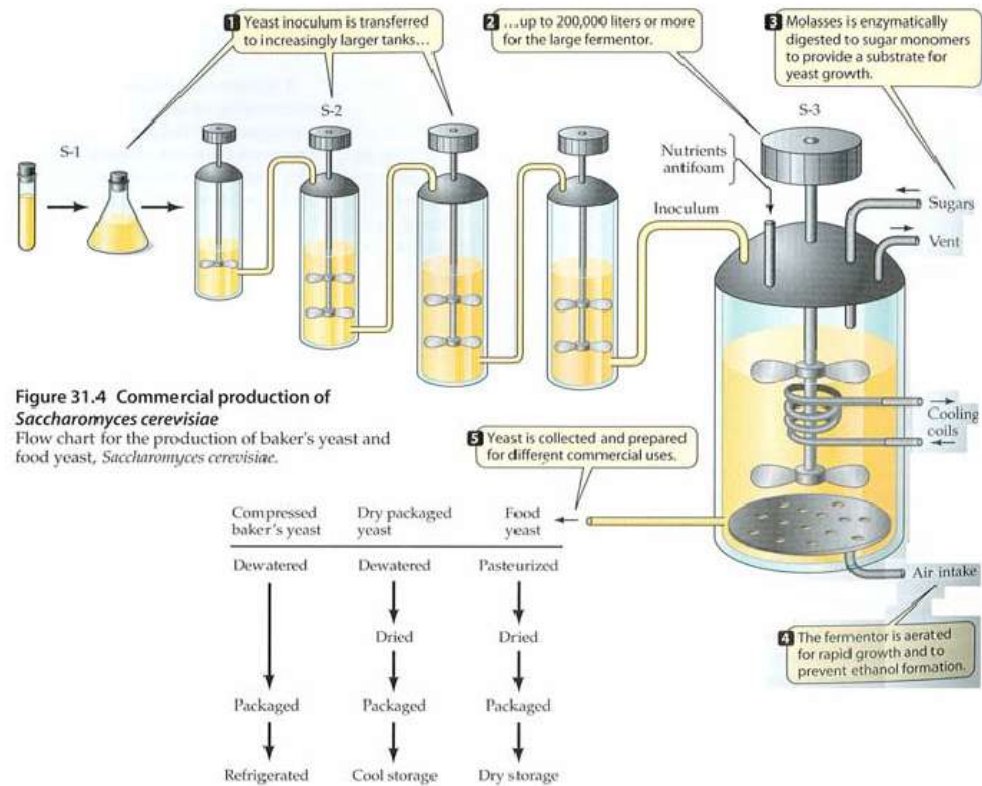 1 Yeast inoculum is transferred
to increasingly larger tanks…
2 …up to 200,000 liters or more
for the large fermentor.
3 Molasses is enzymatically
digested to sugar monomers
to provide a substrate for
yeast growth.
S-1
S-2
S-3
Nutrients
antifoam
Inoculum
Sugars
Vent
Cooling
coils
Air intake
4 The fermentor is aerated
for rapid growth and to
prevent ethanol formation.
Figure 31.4 Commercial production of
Saccharomyces cerevisiae
Flow chart for the production of baker's yeast and
food yeast, Saccharomyces cerevisiae.
5 Yeast is collected and prepared
for different commercial uses.
Compressed Dry packaged Food
baker's yeast yeast yeast
Dewatered Dewatered Pasteurized
Dried Dried
Packaged Packaged Packaged
Refrigerated Cool storage Dry storage